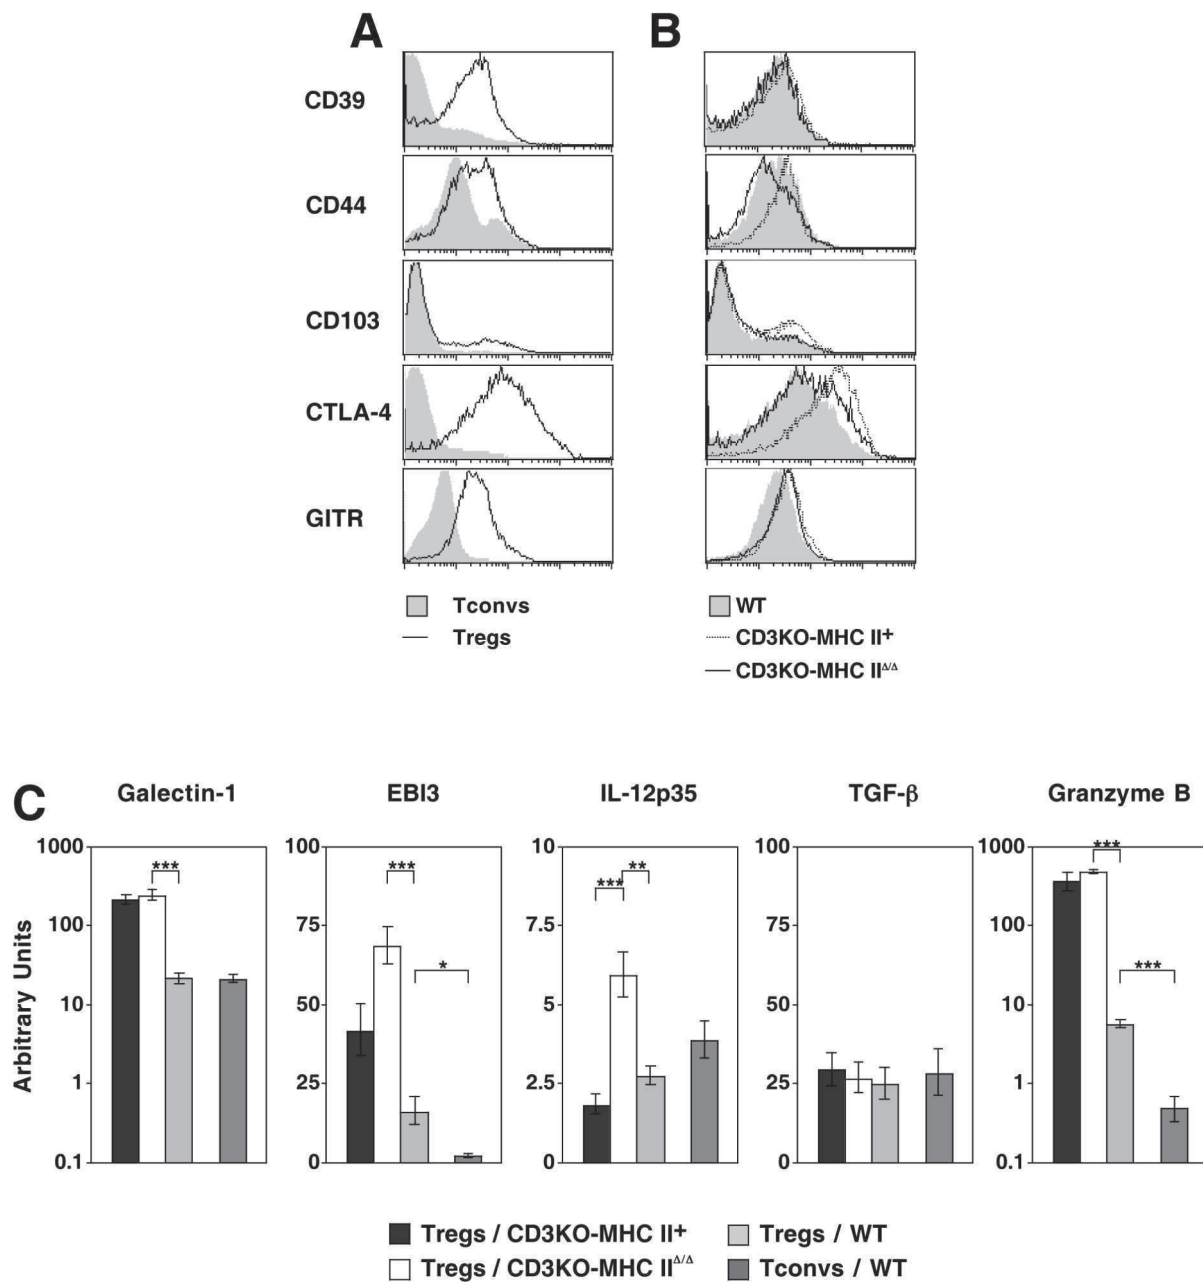 A B
CD39
CD44
CD103
CTLA-4
GITR
Tconvs
Tregs
WT
CD3KO-MHC II⁺
CD3KO-MHC IIᐃ/ᐃ
C
Galectin-1 EBI3 IL-12p35 TGF-β Granzyme B
Arbitrary Units
1000
100
10
1
0.1
***
100
75
50
25
0
***
*
10
7.5
5
2.5
0
***
**
100
75
50
25
0
1000
100
10
1
0.1
***
***
Tregs / CD3KO-MHC II⁺ Tregs / WT
Tregs / CD3KO-MHC IIᐃ/ᐃ Tconvs / WT